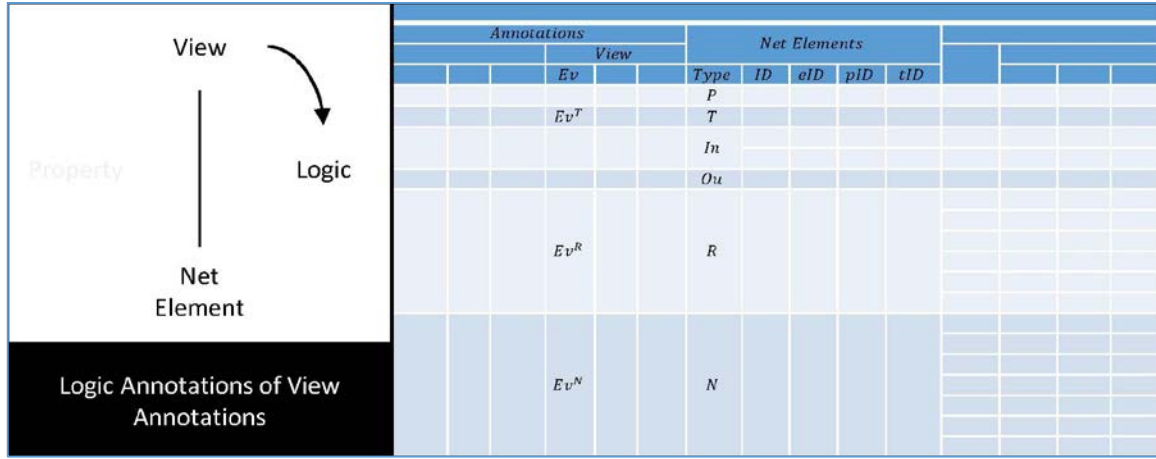 View
Property
Logic
Net
Element
Logic Annotations of View
Annotations
Annotations
Net Elements
View
Ev Type ID eID pID tID
P
Ev^T T
In
Ou
Ev^R R
Ev^N N